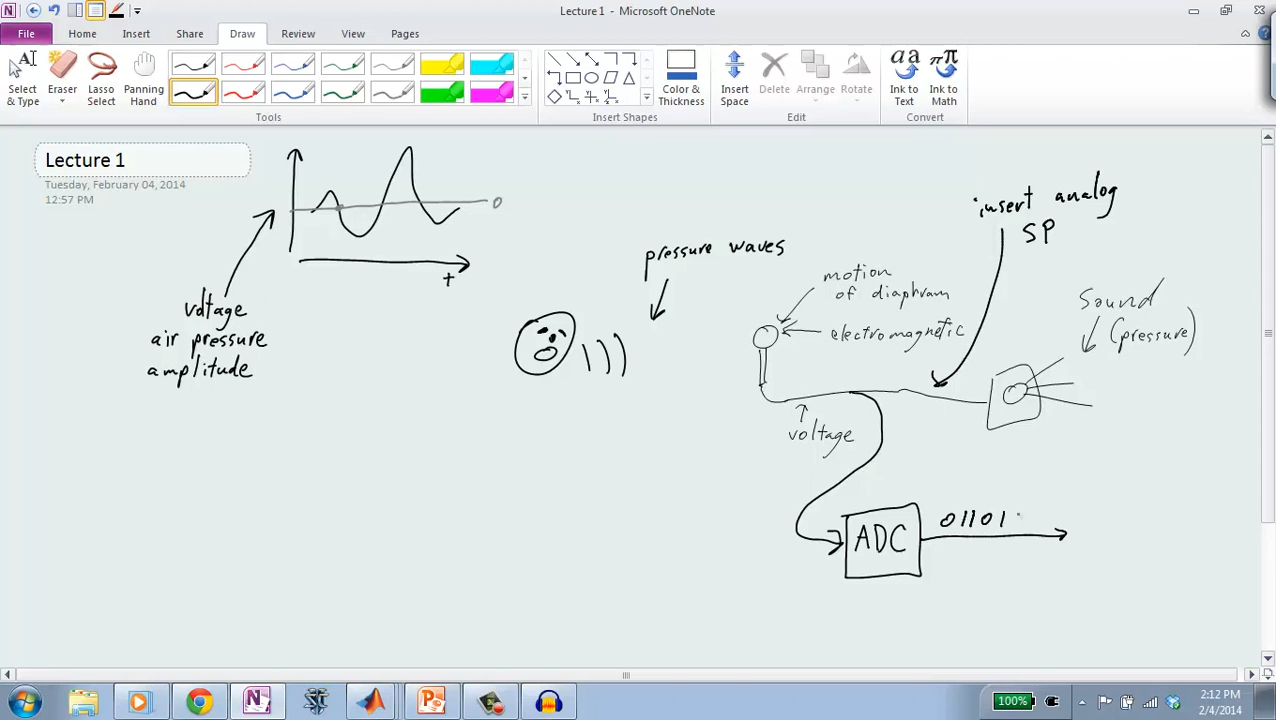 Lecture 1 - Microsoft OneNote
File Home Insert Draw Review View Pages
Select & Type
Eraser
Lasso Select
Panning Hand
Color & Thickness
Insert Space
Delete
Arrange
Rotate
Ink to Text
Ink to Math
Tools
Insert Shapes
Edit
Convert
Lecture 1
Tuesday, February 04, 2014
12:57 PM
0
t
voltage
air pressure
amplitude
pressure waves
insert analog
SP
motion
of diaphram
electromagnetic
Sound
(pressure)
voltage
ADC
01101
100%
2:12 PM
2/4/2014